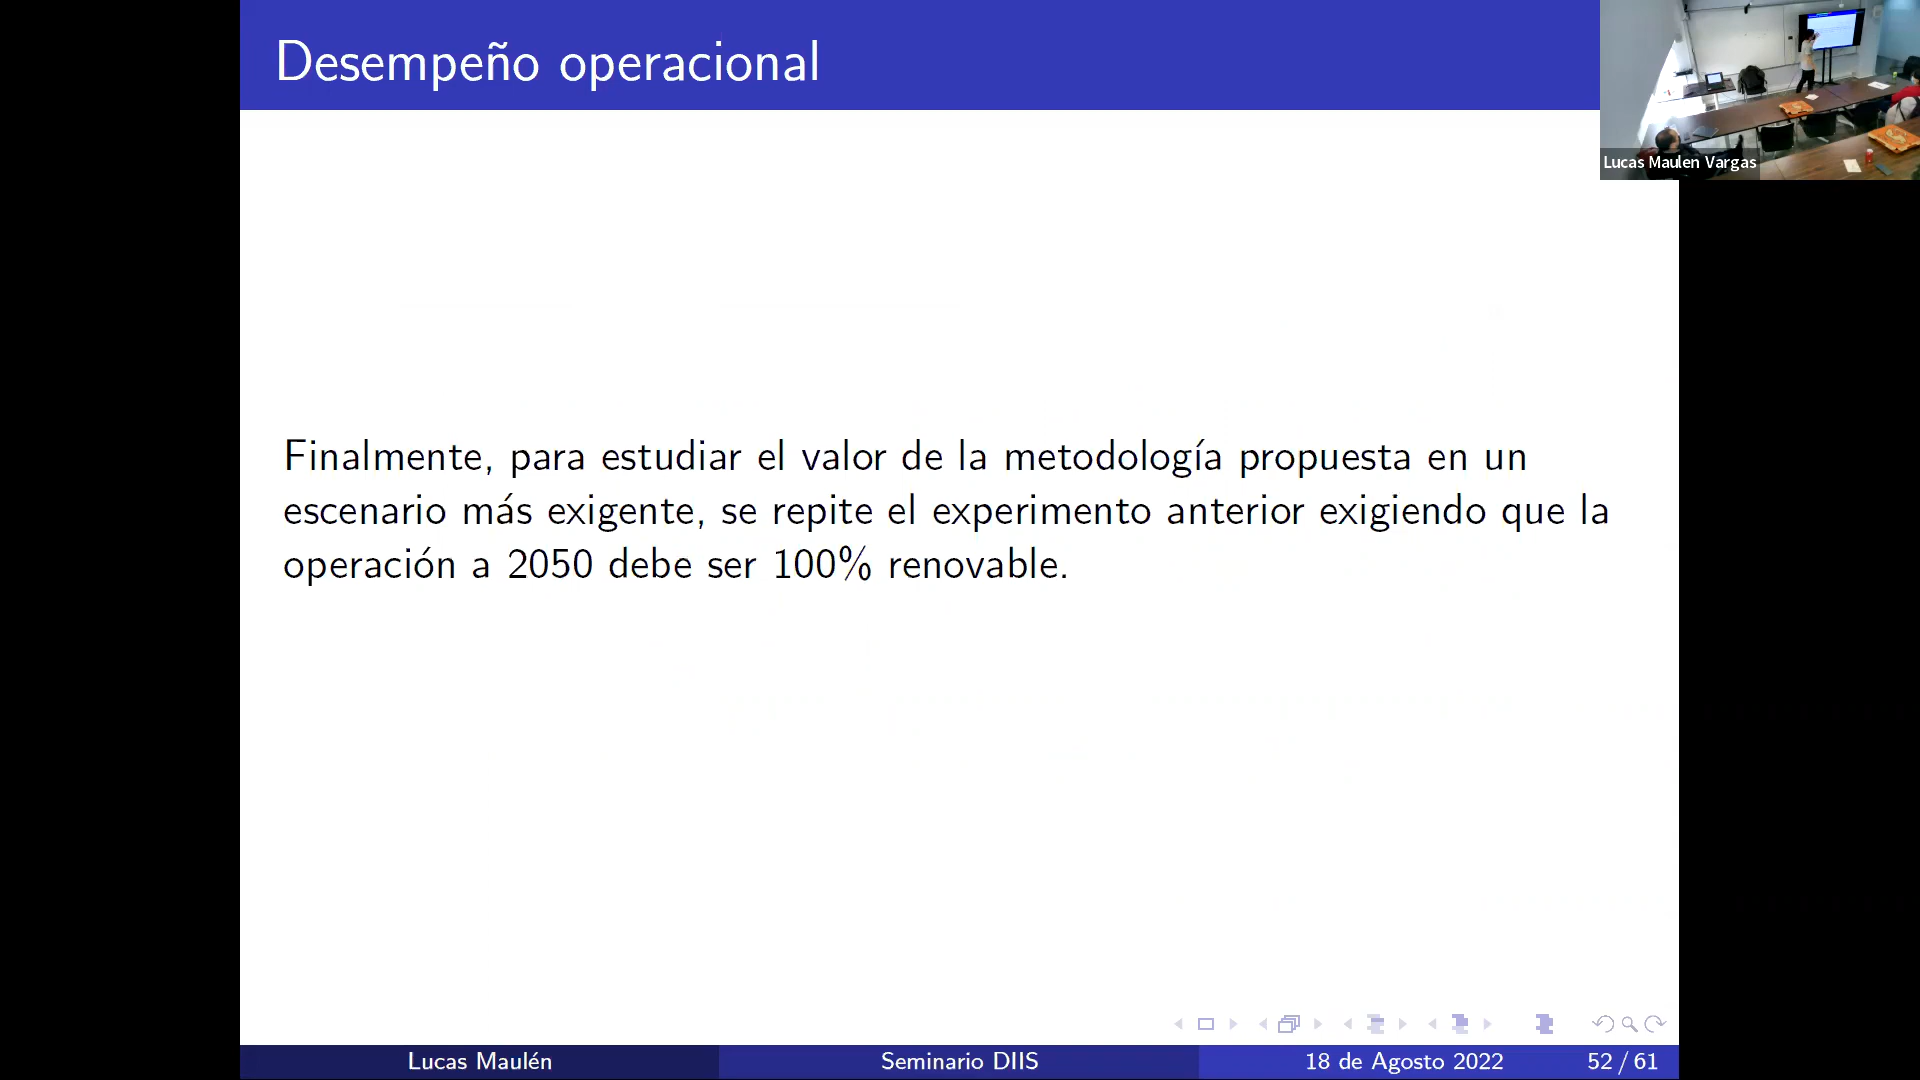 Desempeño operacional
Lucas Maulen Vargas
Finalmente, para estudiar el valor de la metodología propuesta en un
escenario más exigente, se repite el experimento anterior exigiendo que la
operación a 2050 debe ser 100% renovable.
Lucas Maulén
Seminario DIIS
18 de Agosto 2022
52 / 61